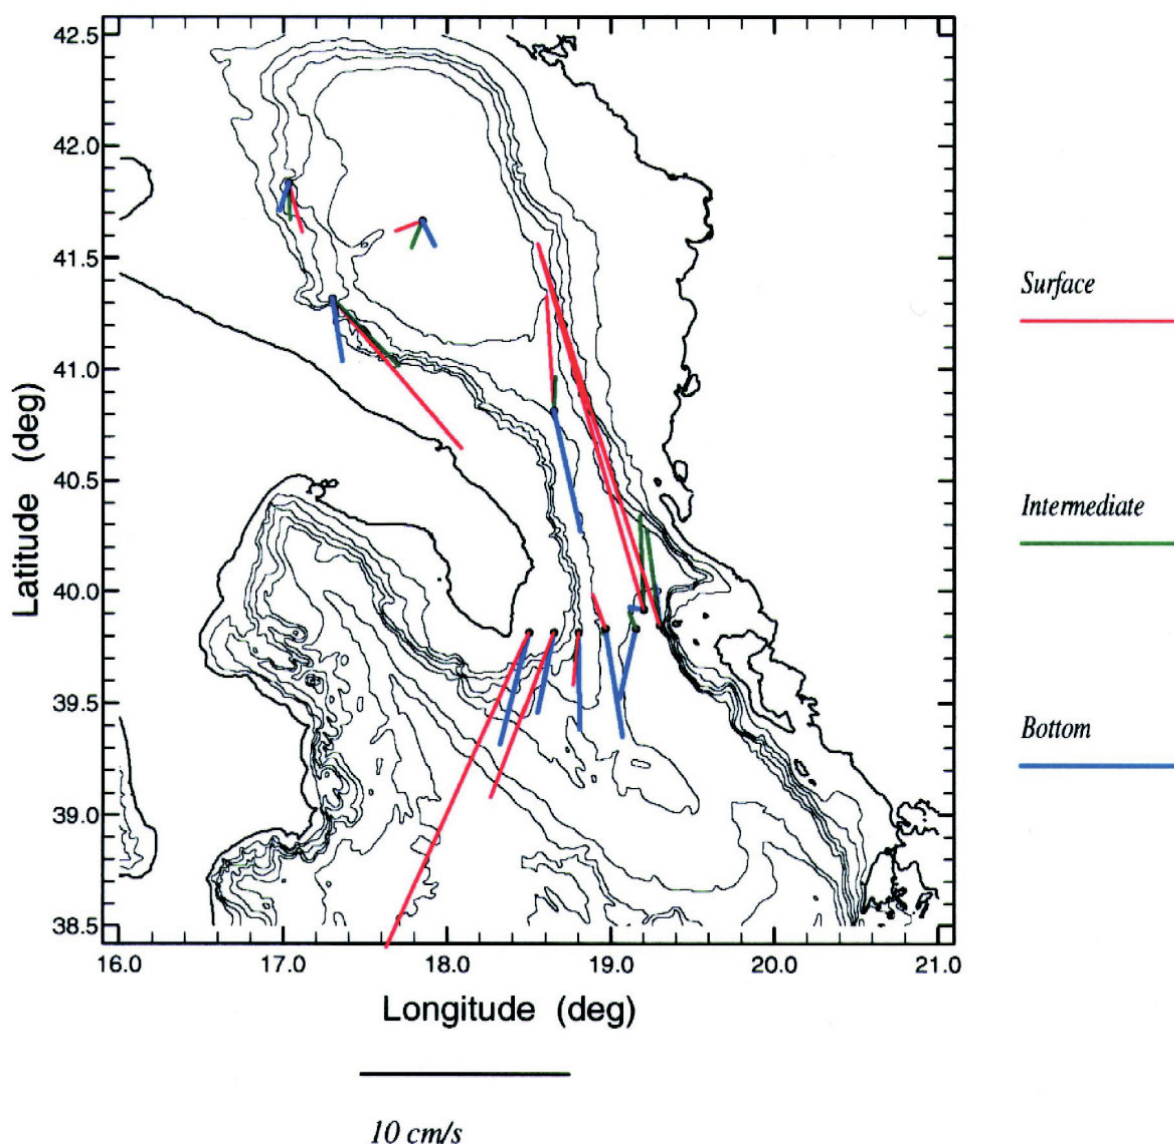 42.5
42.0
41.5
41.0
40.5
40.0
39.5
39.0
38.5
Latitude (deg)
16.0 17.0 18.0 19.0 20.0 21.0
Longitude (deg)
10 cm/s
Surface
Intermediate
Bottom